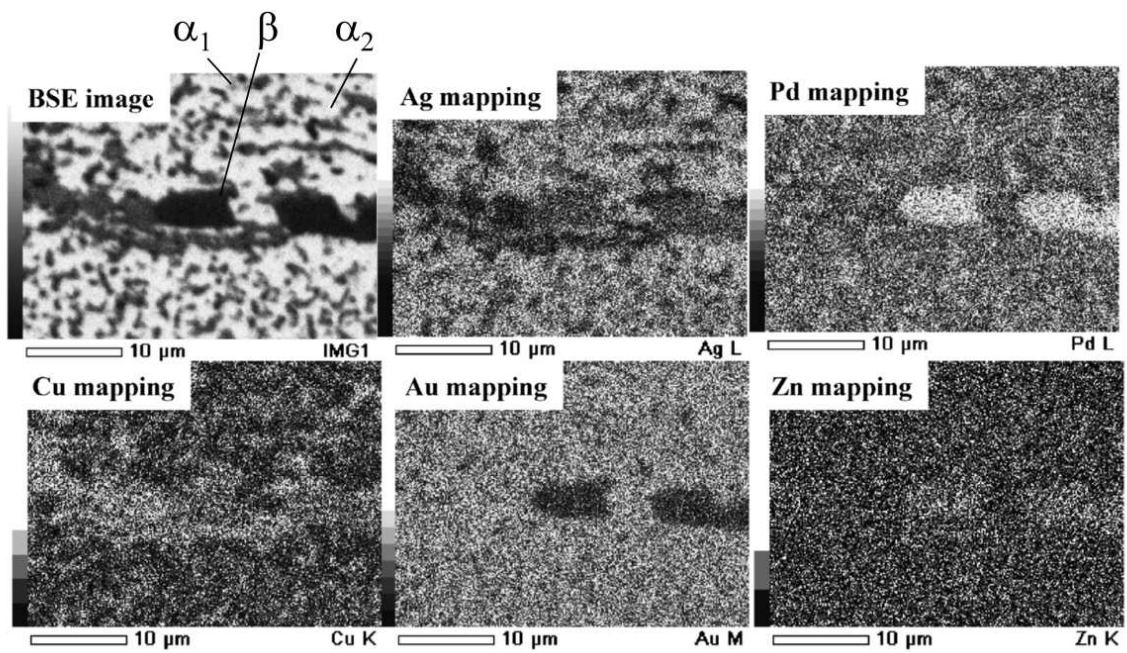 α₁ β α₂
BSE image
Ag mapping
Pd mapping
10 μm IMG1
10 μm Ag L
10 μm Pd L
Cu mapping
Au mapping
Zn mapping
10 μm Cu K
10 μm Au M
10 μm Zn K